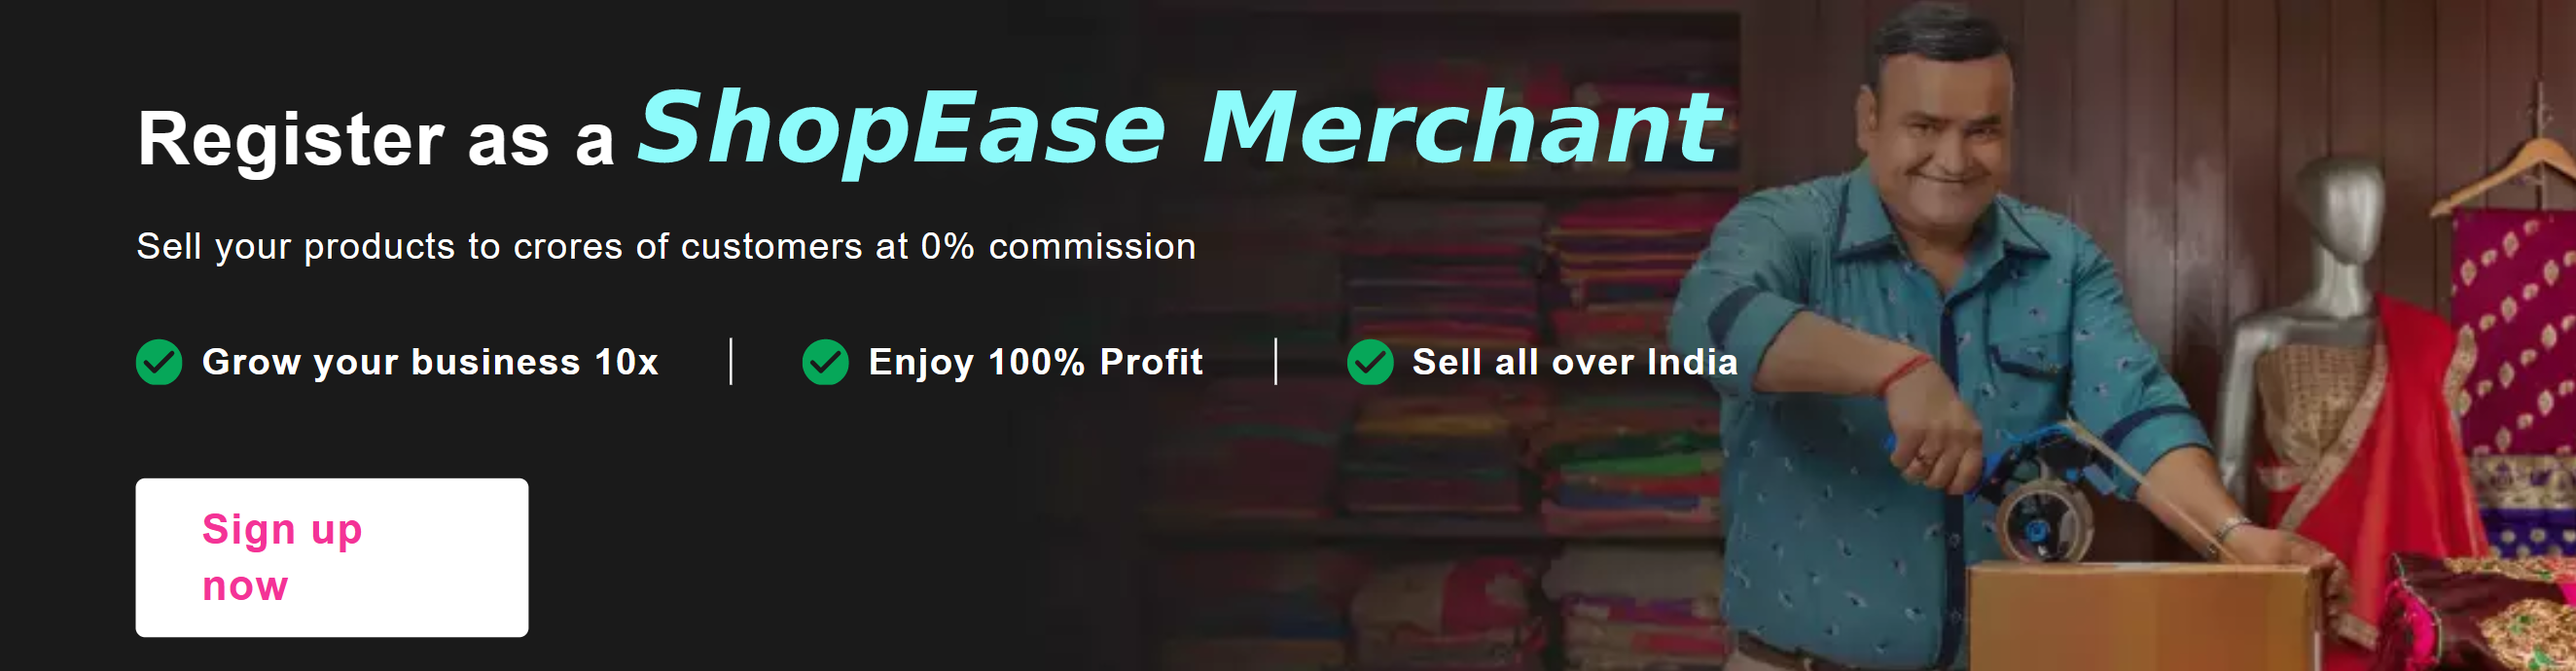 Register as a ShopEase Merchant
Sell your products to crores of customers at 0% commission
Grow your business 10x
Enjoy 100% Profit
Sell all over India
Sign up
now